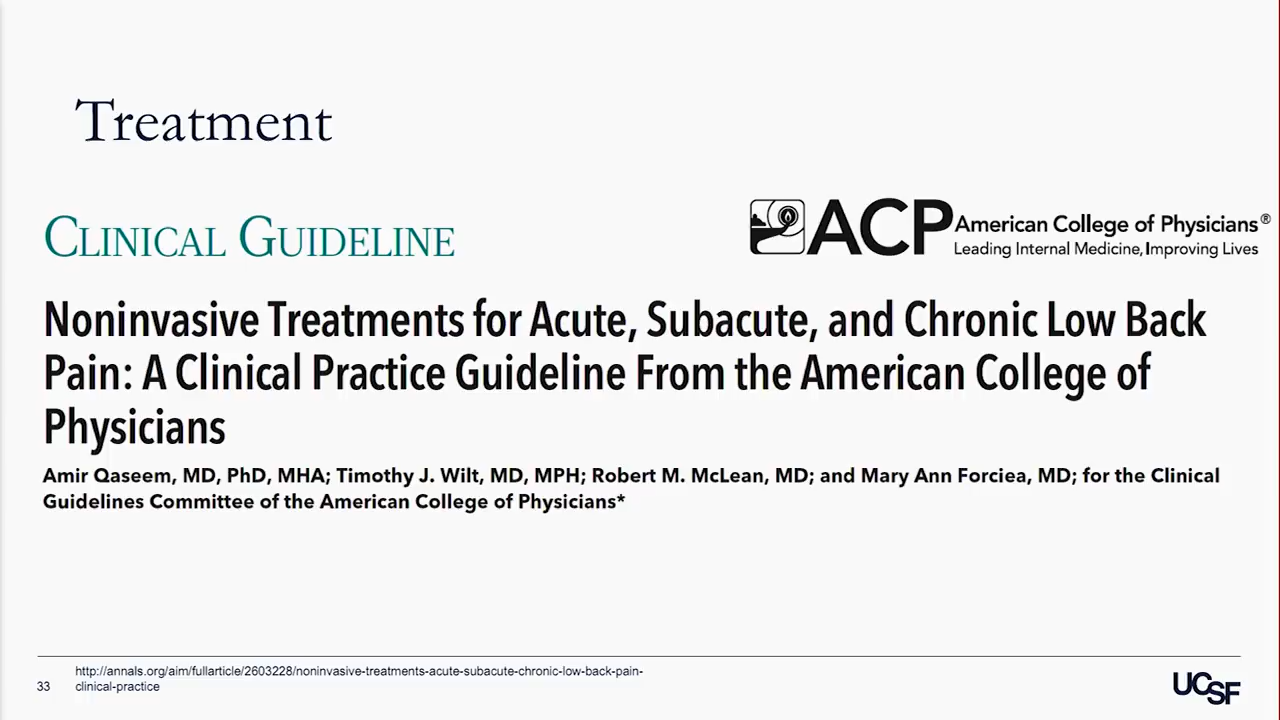 Treatment
CLINICAL GUIDELINE
ACP American College of Physicians®
Leading Internal Medicine, Improving Lives
Noninvasive Treatments for Acute, Subacute, and Chronic Low Back
Pain: A Clinical Practice Guideline From the American College of
Physicians
Amir Qaseem, MD, PhD, MHA; Timothy J. Wilt, MD, MPH; Robert M. McLean, MD; and Mary Ann Forciea, MD; for the Clinical
Guidelines Committee of the American College of Physicians*
http://annals.org/aim/fullarticle/2603228/noninvasive-treatments-acute-subacute-chronic-low-back-pain-
33 clinical-practice
UCSF